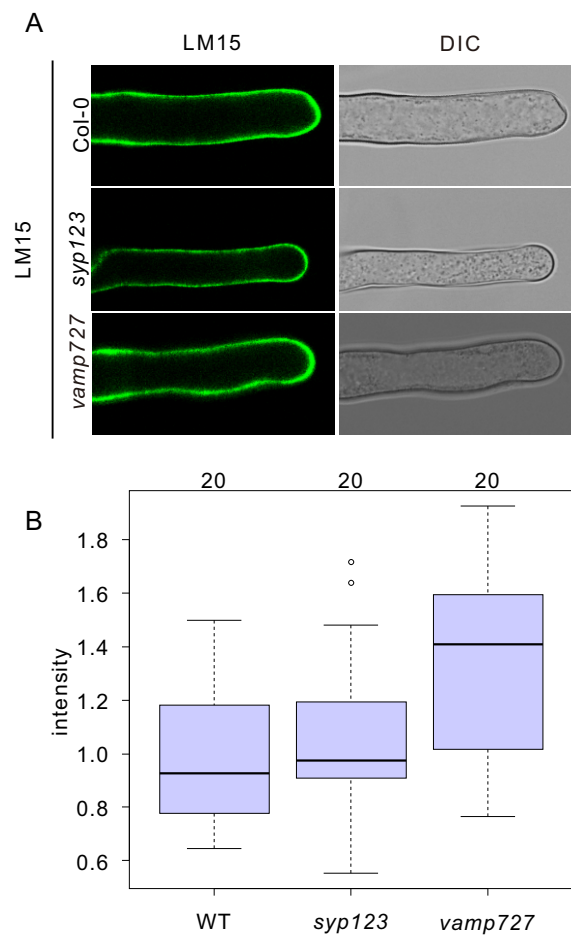 A
LM15 DIC
LM15
Col-0
syp123
vamp727
B
20 20 20
intensity
1.8
1.6
1.4
1.2
1.0
0.8
0.6
WT syp123 vamp727